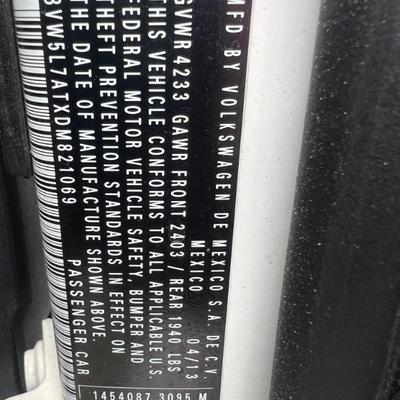 MFD BY VOLKSWAGEN DE MEXICO S.A. DE C.V.
MEXICO 04/13
GVWR 4233 GAWR FRONT 2403 / REAR 1940 LBS
THIS VEHICLE CONFORMS TO ALL APPLICABLE U.S.
FEDERAL MOTOR VEHICLE SAFETY, BUMPER AND
THEFT PREVENTION STANDARDS IN EFFECT ON
THE DATE OF MANUFACTURE SHOWN ABOVE.
3VW5L7AJXDM821069 PASSENGER CAR
1454087 3095 M